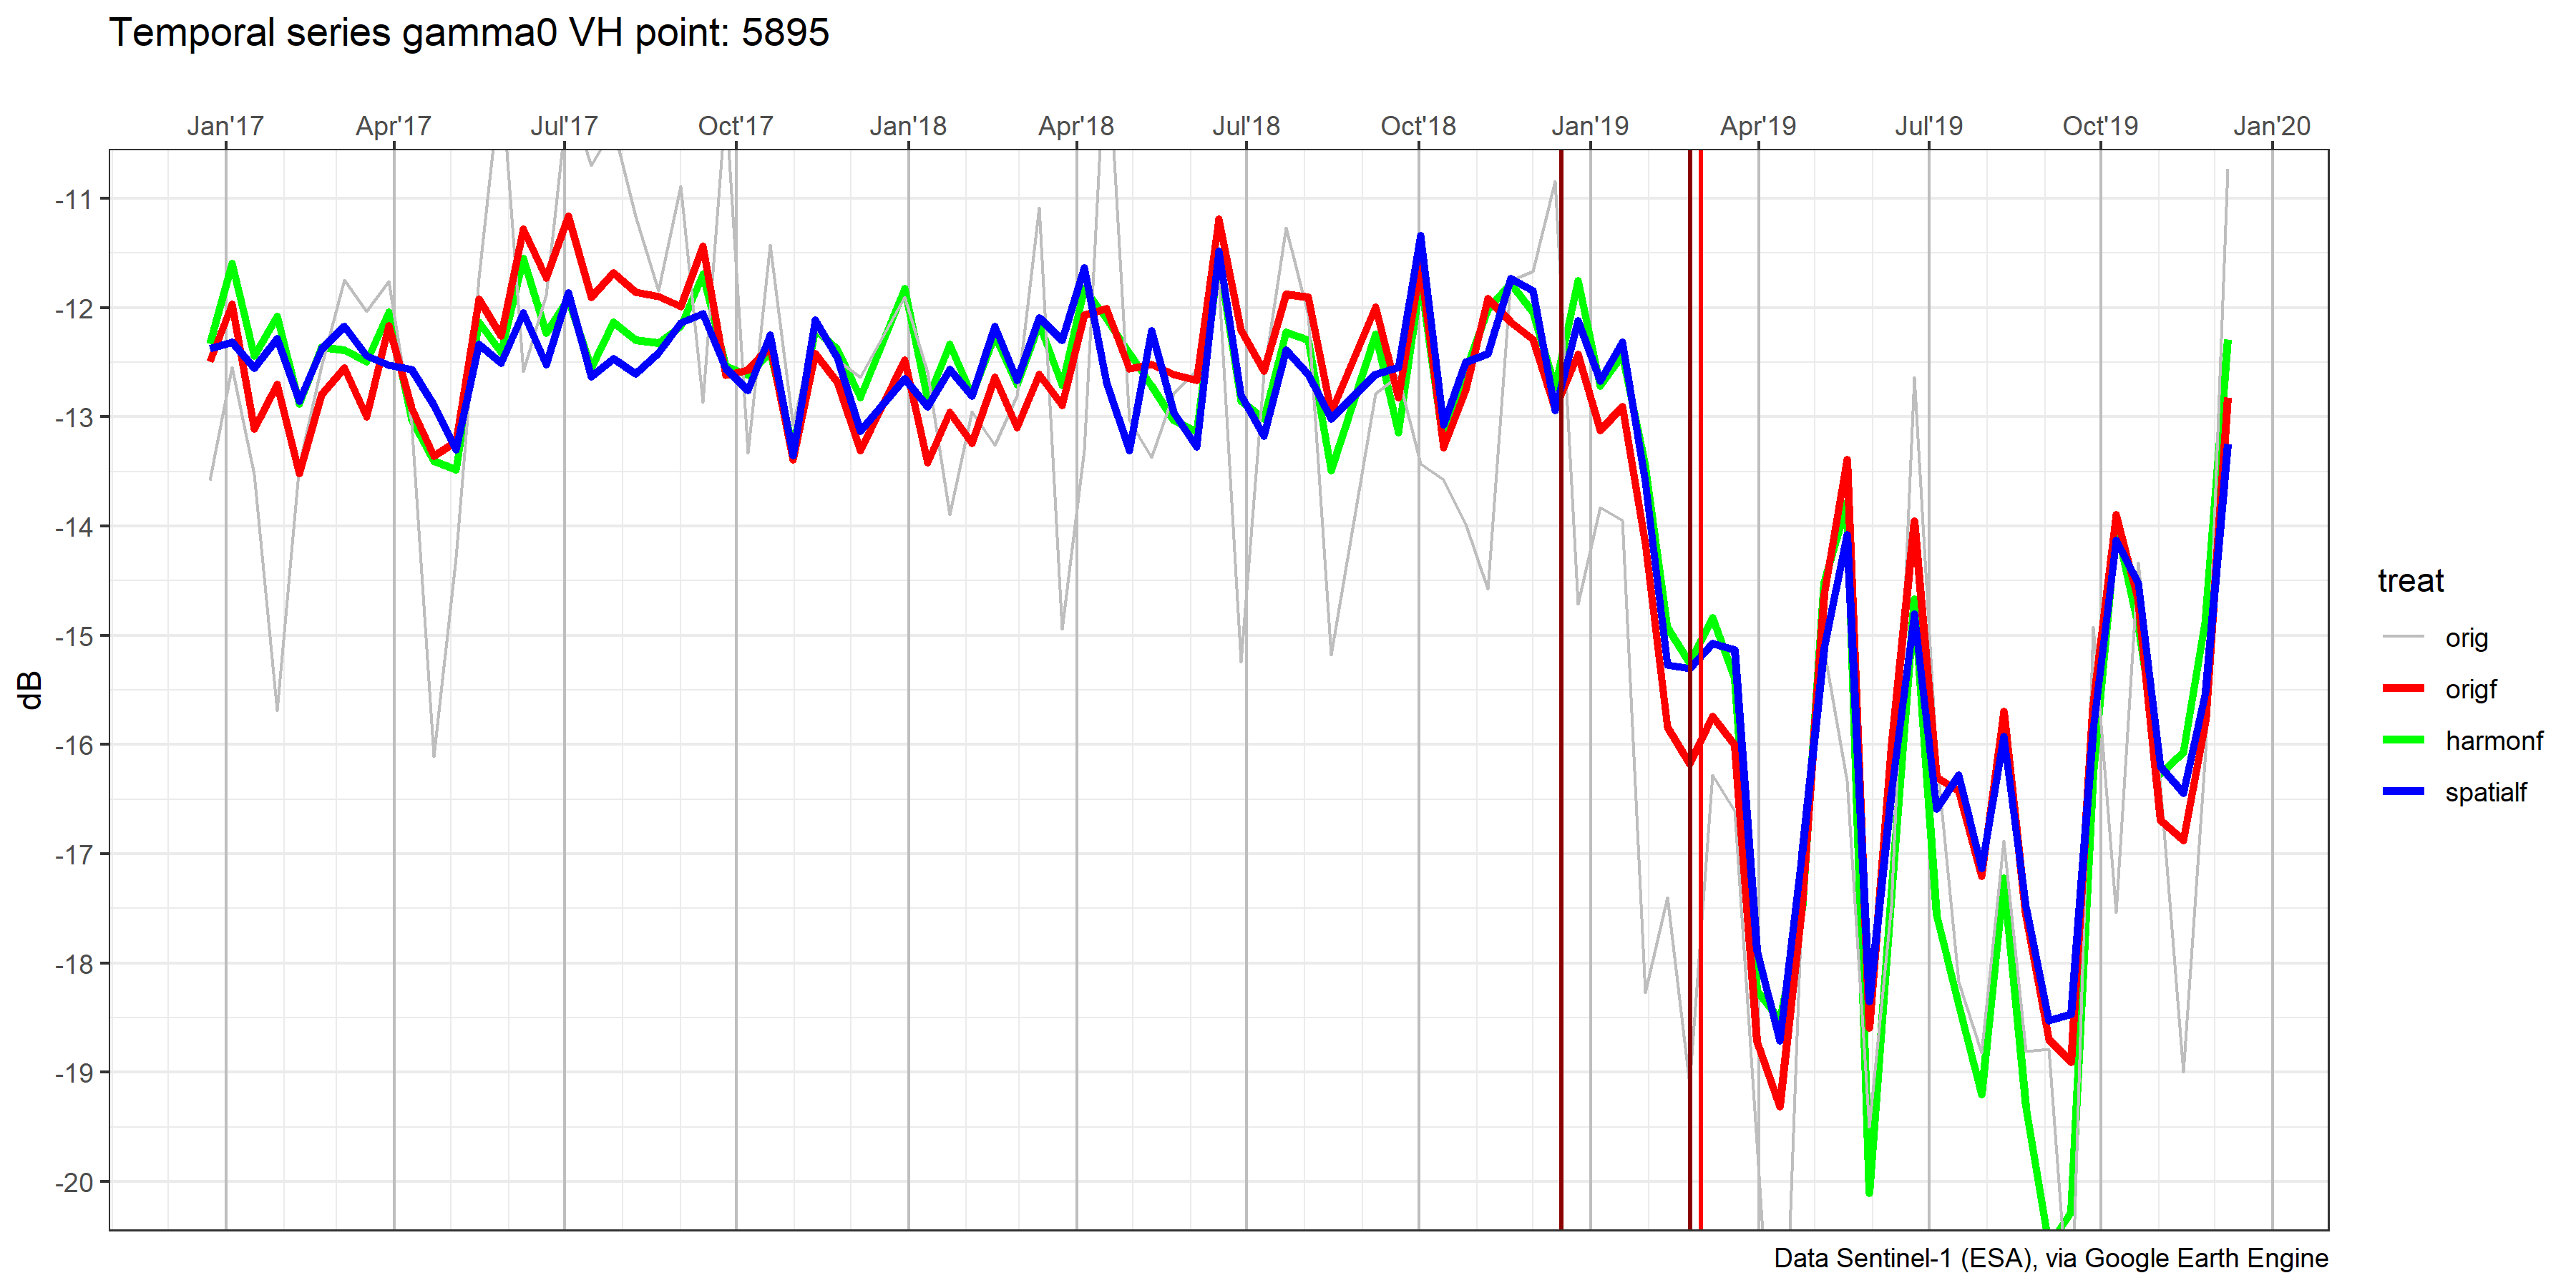 Temporal series gamma0 VH point: 5895
Jan'17 Apr'17 Jul'17 Oct'17 Jan'18 Apr'18 Jul'18 Oct'18 Jan'19 Apr'19 Jul'19 Oct'19 Jan'20
-11
-12
-13
-14
-15
-16
-17
-18
-19
-20
dB
treat
orig
origf
harmonf
spatialf
Data Sentinel-1 (ESA), via Google Earth Engine